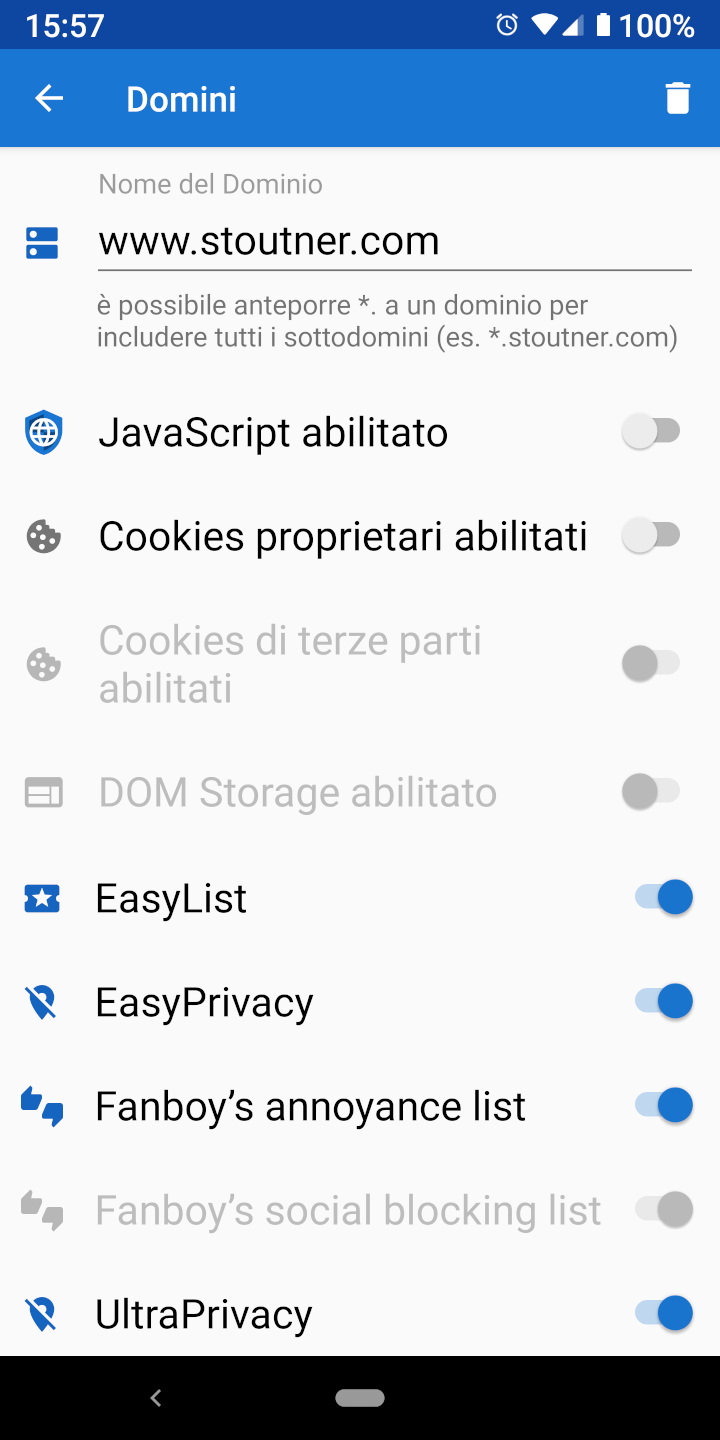 15:57
100%
Domini
Nome del Dominio
www.stoutner.com
è possibile anteporre *. a un dominio per
includere tutti i sottodomini (es. *.stoutner.com)
JavaScript abilitato
Cookies proprietari abilitati
Cookies di terze parti
abilitati
DOM Storage abilitato
EasyList
EasyPrivacy
Fanboy’s annoyance list
Fanboy’s social blocking list
UltraPrivacy